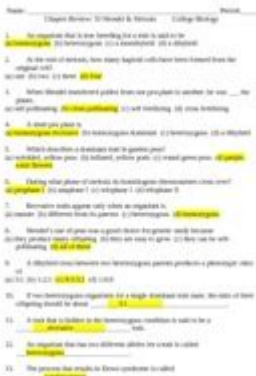 Name: Period:
Chapter Review: 10 Mendel & Meiosis College Biology
1. An organism that is true breeding for a trait is said to be
a) homozygous b) heterozygous c) a monohybrid d) a dihybrid
2. At the end of meiosis, how many haploid cells have been formed from the
original cell?
a) one b) two c) three d) four
3. When Mendel transferred pollen from one pea plant to another he was ___ the
plants.
a) self-pollinating b) cross-pollinating c) self-fertilizing d) cross-fertilizing
4. A
a) homozygous recessive b) homozygous dominant c) heterozygous d) a dihybrid
5. Which describes a dominant trait in garden peas?
a) wrinkled, yellow peas b) inflated, yellow pods c) round green peas d) purple
6. During what phase of meiosis do homologous chromosomes cross over?
a) prophase I b) anaphase I c) telophase I d) telophase II
7. Recessive traits appear only when an organism is
a) mature b) different from its parents c) heterozygous d) homozygous
8. Mendel's use of peas was a good choice for genetic study because
a) they produce many offspring b) they are easy to grow c) they can be self-
pollinating d) all of these
9. A dihybrid cross between two heterozygous parents produces a phenotypic ratio
of
a) 3:1 b) 1:2:1 c) 9:3:3:1 d) 1:6:9
10. If two heterozygous organisms for a single dominant trait mate, the ratio of their
offspring should be about 3:1
11. A trait that is hidden in the heterozygous condition is said to be a
recessive trait.
12. An organism that has two different alleles for a trait is called
heterozygous
13. The process that results in Down syndrome is called